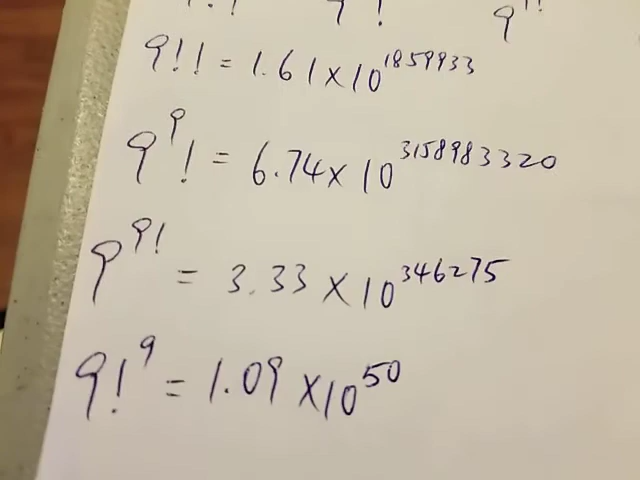 9!! = 1.61×10^1859933
9^9! = 6.74×10^3158983320
9^9! = 3.33×10^346275
9!^9 = 1.09×10^50